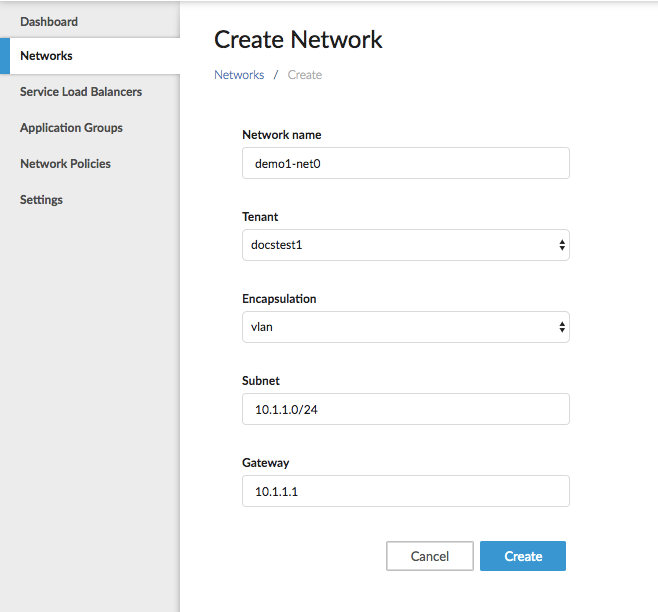 Dashboard
Networks
Service Load Balancers
Application Groups
Network Policies
Settings
Create Network
Networks / Create
Network name
demo1-net0
Tenant
docstest1
Encapsulation
vlan
Subnet
10.1.1.0/24
Gateway
10.1.1.1
Cancel Create